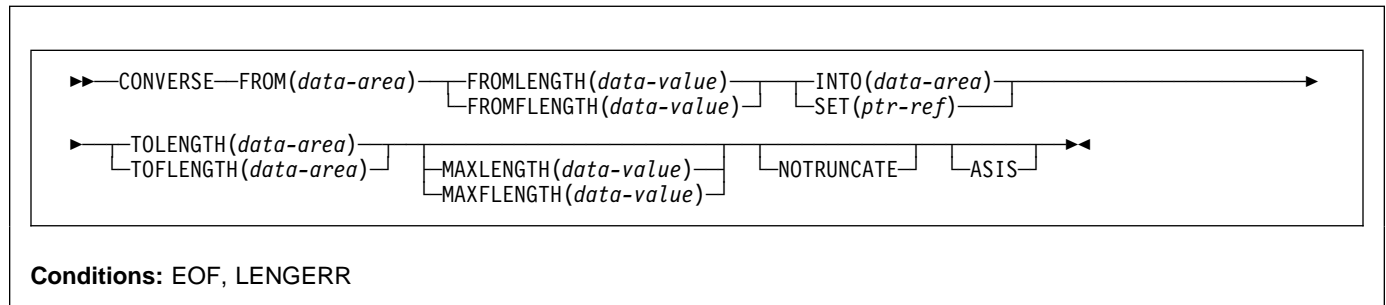 CONVERSE FROM(data-area) FROMLENGTH(data-value) INTO(data-area)
FROMFLENGTH(data-value) SET(ptr-ref)
TOLENGTH(data-area)
TOFLENGTH(data-area) MAXLENGTH(data-value) NOTRUNCATE ASIS
MAXFLENGTH(data-value)
Conditions: EOF, LENGERR